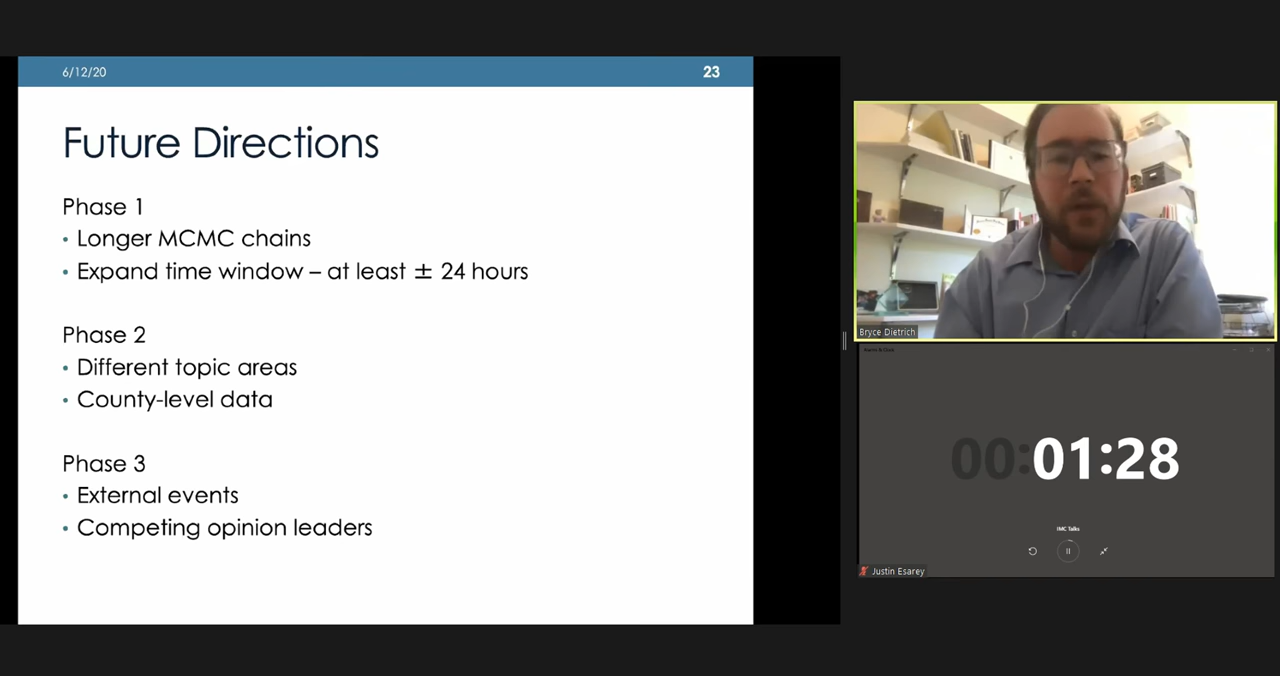 6/12/20
23
Future Directions
Phase 1
• Longer MCMC chains
• Expand time window – at least ± 24 hours
Phase 2
• Different topic areas
• County-level data
Phase 3
• External events
• Competing opinion leaders
Bryce Dietrich
00:01:28
IMC Talks
Justin Esarey